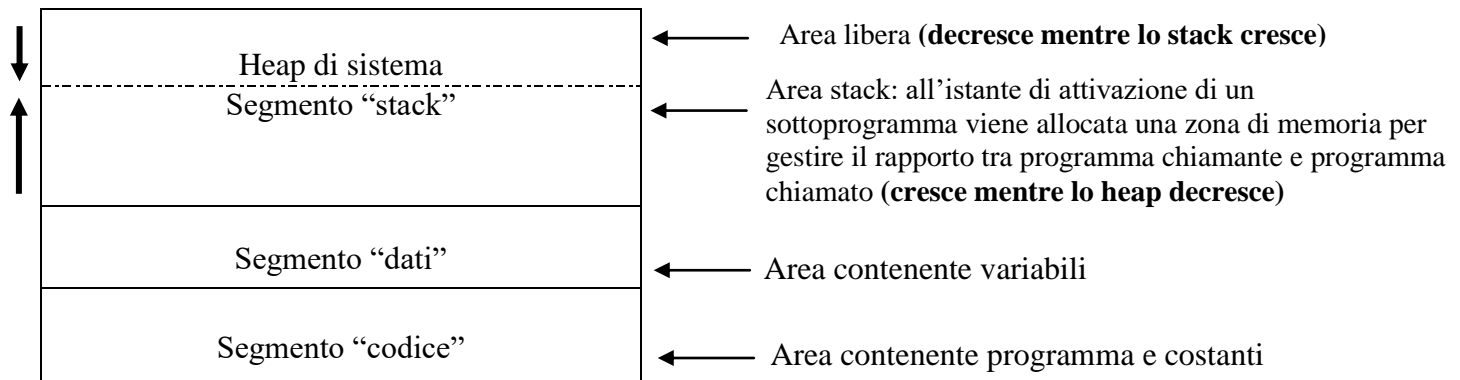 Area libera (decresce mentre lo stack cresce)
Heap di sistema
Segmento “stack”
Area stack: all’istante di attivazione di un
sottoprogramma viene allocata una zona di memoria per
gestire il rapporto tra programma chiamante e programma
chiamato (cresce mentre lo heap decresce)
Segmento “dati”
Area contenente variabili
Segmento “codice”
Area contenente programma e costanti